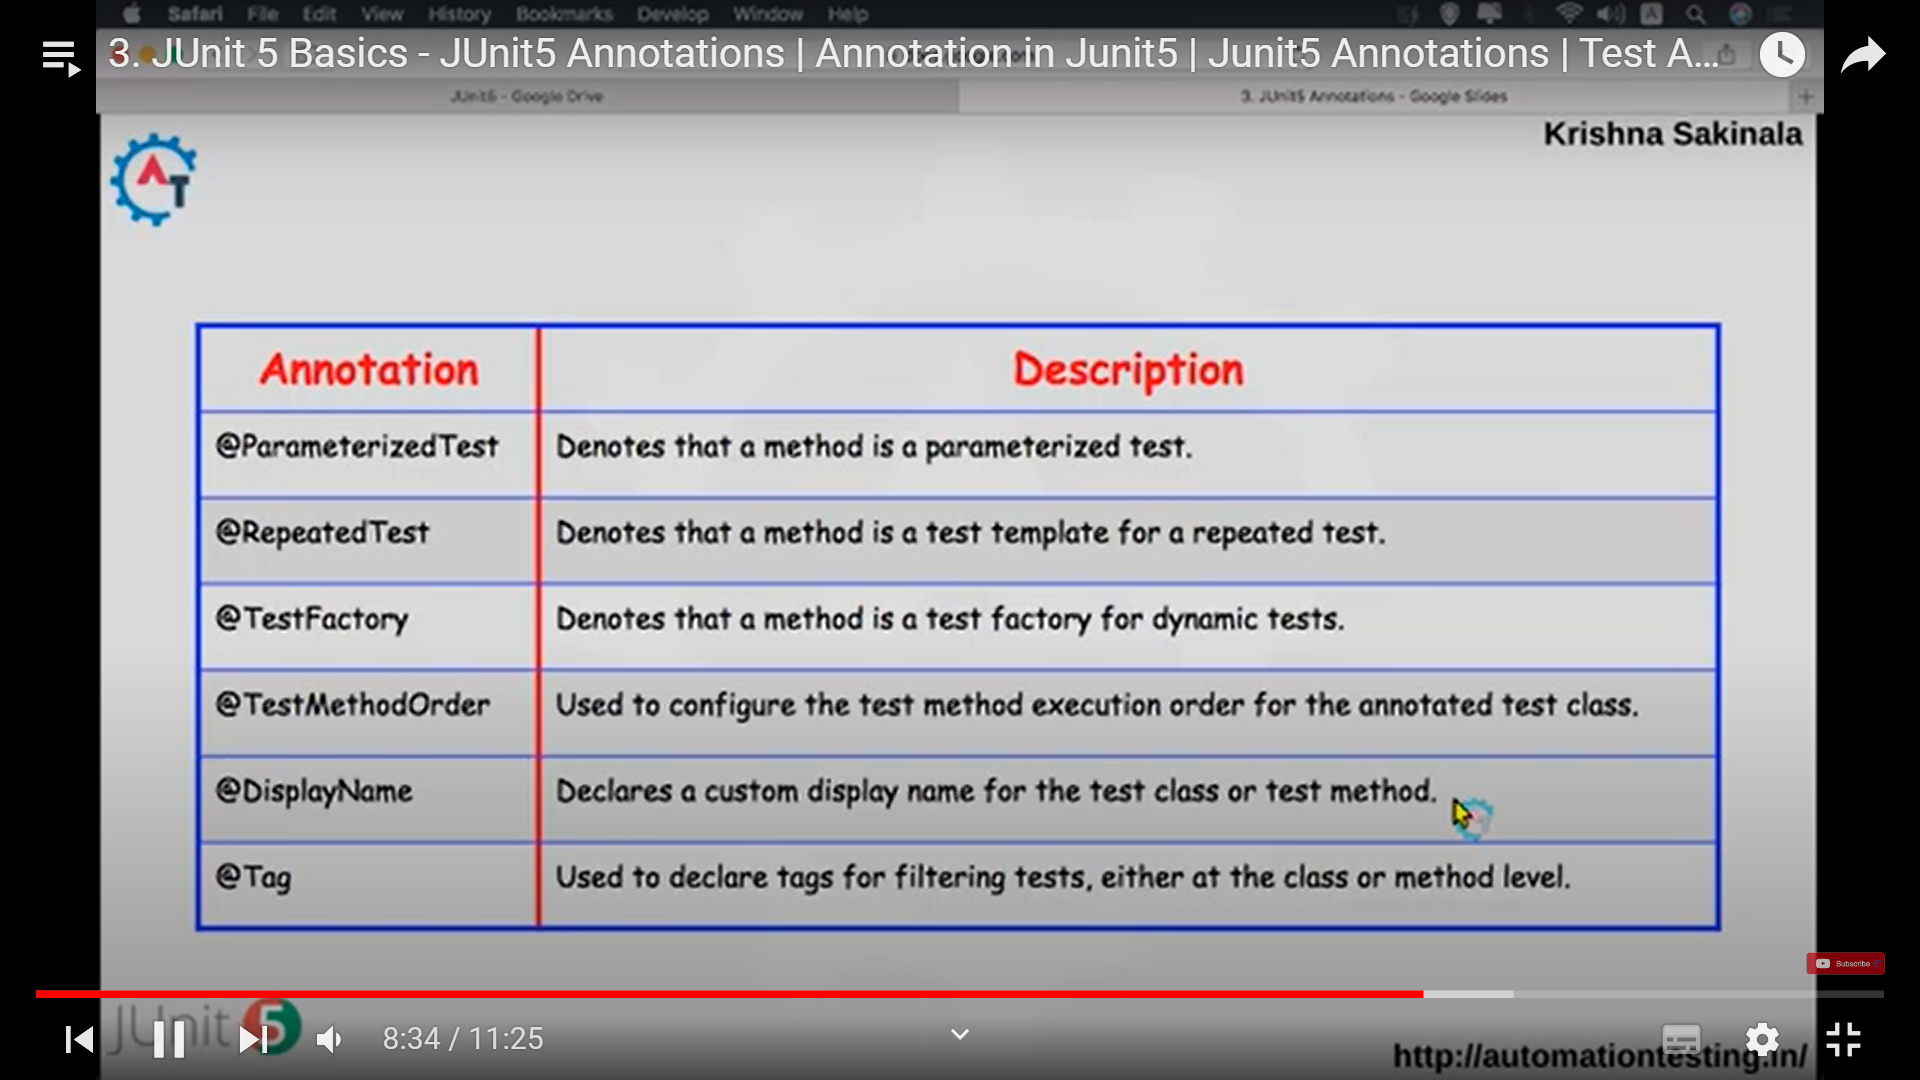 Safari File Edit View History Bookmarks Develop Window Help
3. JUnit 5 Basics - JUnit5 Annotations | Annotation in Junit5 | Junit5 Annotations | Test A...
JUnit5 - Google Drive
3. JUnit5 Annotations - Google Slides
Krishna Sakinala
AT
Annotation Description
@ParameterizedTest Denotes that a method is a parameterized test.
@RepeatedTest Denotes that a method is a test template for a repeated test.
@TestFactory Denotes that a method is a test factory for dynamic tests.
@TestMethodOrder Used to configure the test method execution order for the annotated test class.
@DisplayName Declares a custom display name for the test class or test method.
@Tag Used to declare tags for filtering tests, either at the class or method level.
Subscribe
JUnit 5
8:34 / 11:25
http://automationtesting.in/